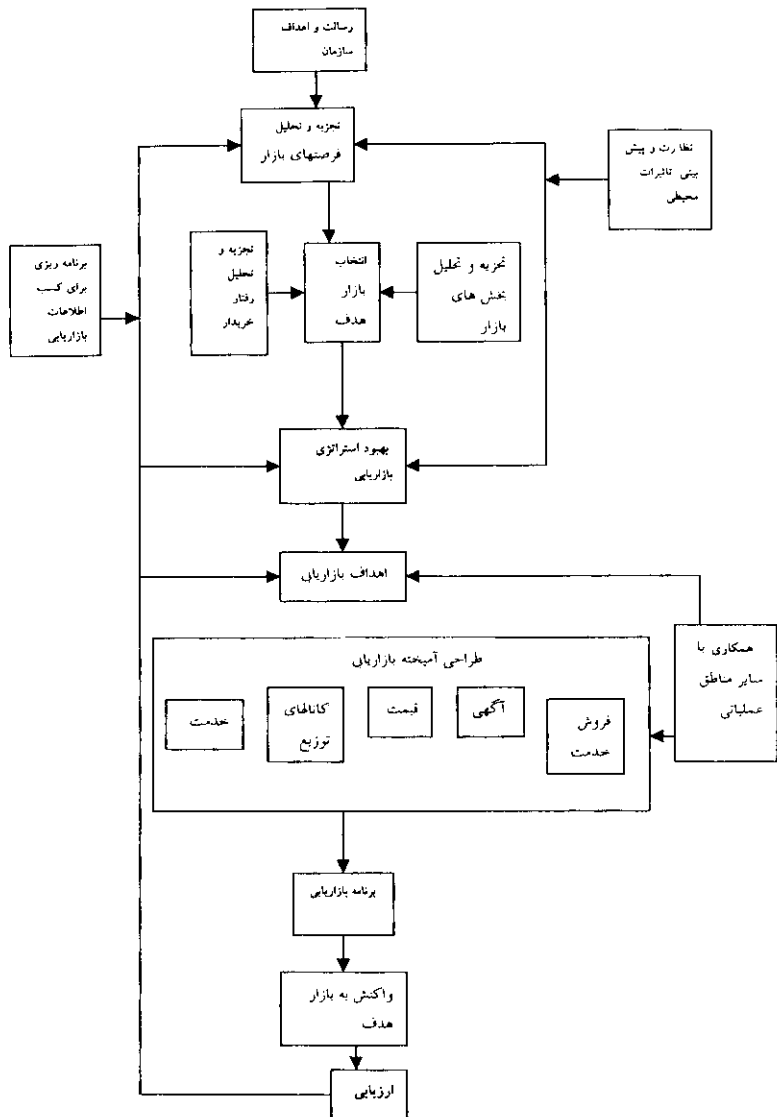 رسالت و اهداف
سازمان
تجزیه و تحلیل
فرصتهای بازار
نظارت و پیش
بینی تاثیرات
محیطی
برنامه ریزی
برای کسب
اطلاعات
بازاریابی
تجزیه و
تحلیل
رفتار
خریدار
انتخاب
بازار
هدف
تجزیه و تحلیل
بخش های
بازار
بهبود استراتژی
بازاریابی
اهداف بازاریابی
همکاری با
سایر مناطق
عملیاتی
طراحی آمیخته بازاریابی
فروش
خدمت
آگهی
قیمت
کانالهای
توزیع
خدمت
برنامه بازاریابی
واکنش به بازار
هدف
ارزیابی